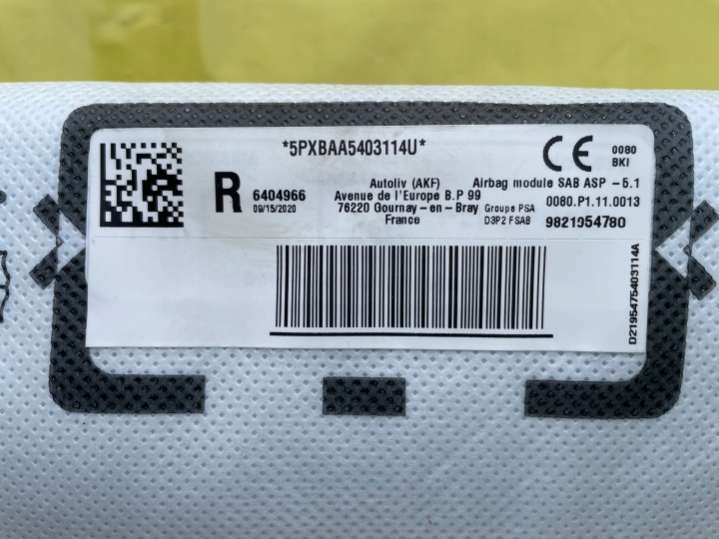 *5PXBAA5403114U*
CE 0080
BKI
R 6404966
09/15/2020
Autoliv (AKF)
Avenue de l'Europe B.P 99
76220 Gournay - en - Bray
France
Airbag module SAB ASP - 5.1
Groupe PSA 0080.P1.11.0013
D3P2 FSAB 9821954780
D2195475403114A